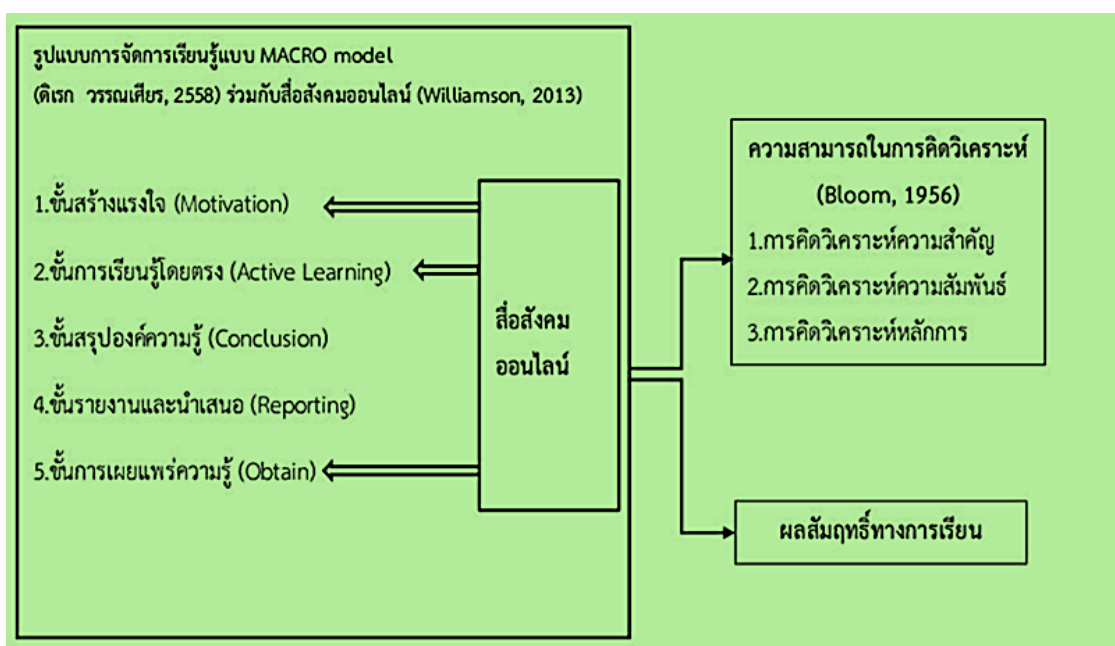 รูปแบบการจัดการเรียนรู้แบบ MACRO model
(ดิเรก วรรณเศียร, 2558) ร่วมกับสื่อสังคมออนไลน์ (Williamson, 2013)
1.ขั้นสร้างแรงใจ (Motivation)
2.ขั้นการเรียนรู้โดยตรง (Active Learning)
3.ขั้นสรุปองค์ความรู้ (Conclusion)
4.ขั้นรายงานและนำเสนอ (Reporting)
5.ขั้นการเผยแพร่ความรู้ (Obtain)
สื่อสังคม
ออนไลน์
ความสามารถในการคิดวิเคราะห์
(Bloom, 1956)
1.การคิดวิเคราะห์ความสำคัญ
2.การคิดวิเคราะห์ความสัมพันธ์
3.การคิดวิเคราะห์หลักการ
ผลสัมฤทธิ์ทางการเรียน